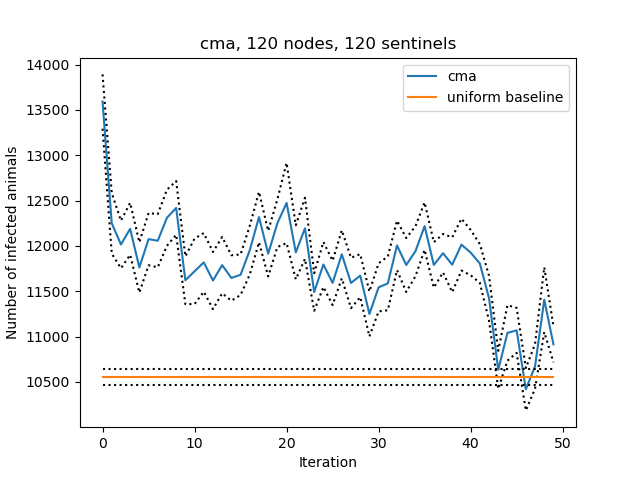 cma, 120 nodes, 120 sentinels
cma
uniform baseline
Number of infected animals
14000
13500
13000
12500
12000
11500
11000
10500
0 10 20 30 40 50
Iteration